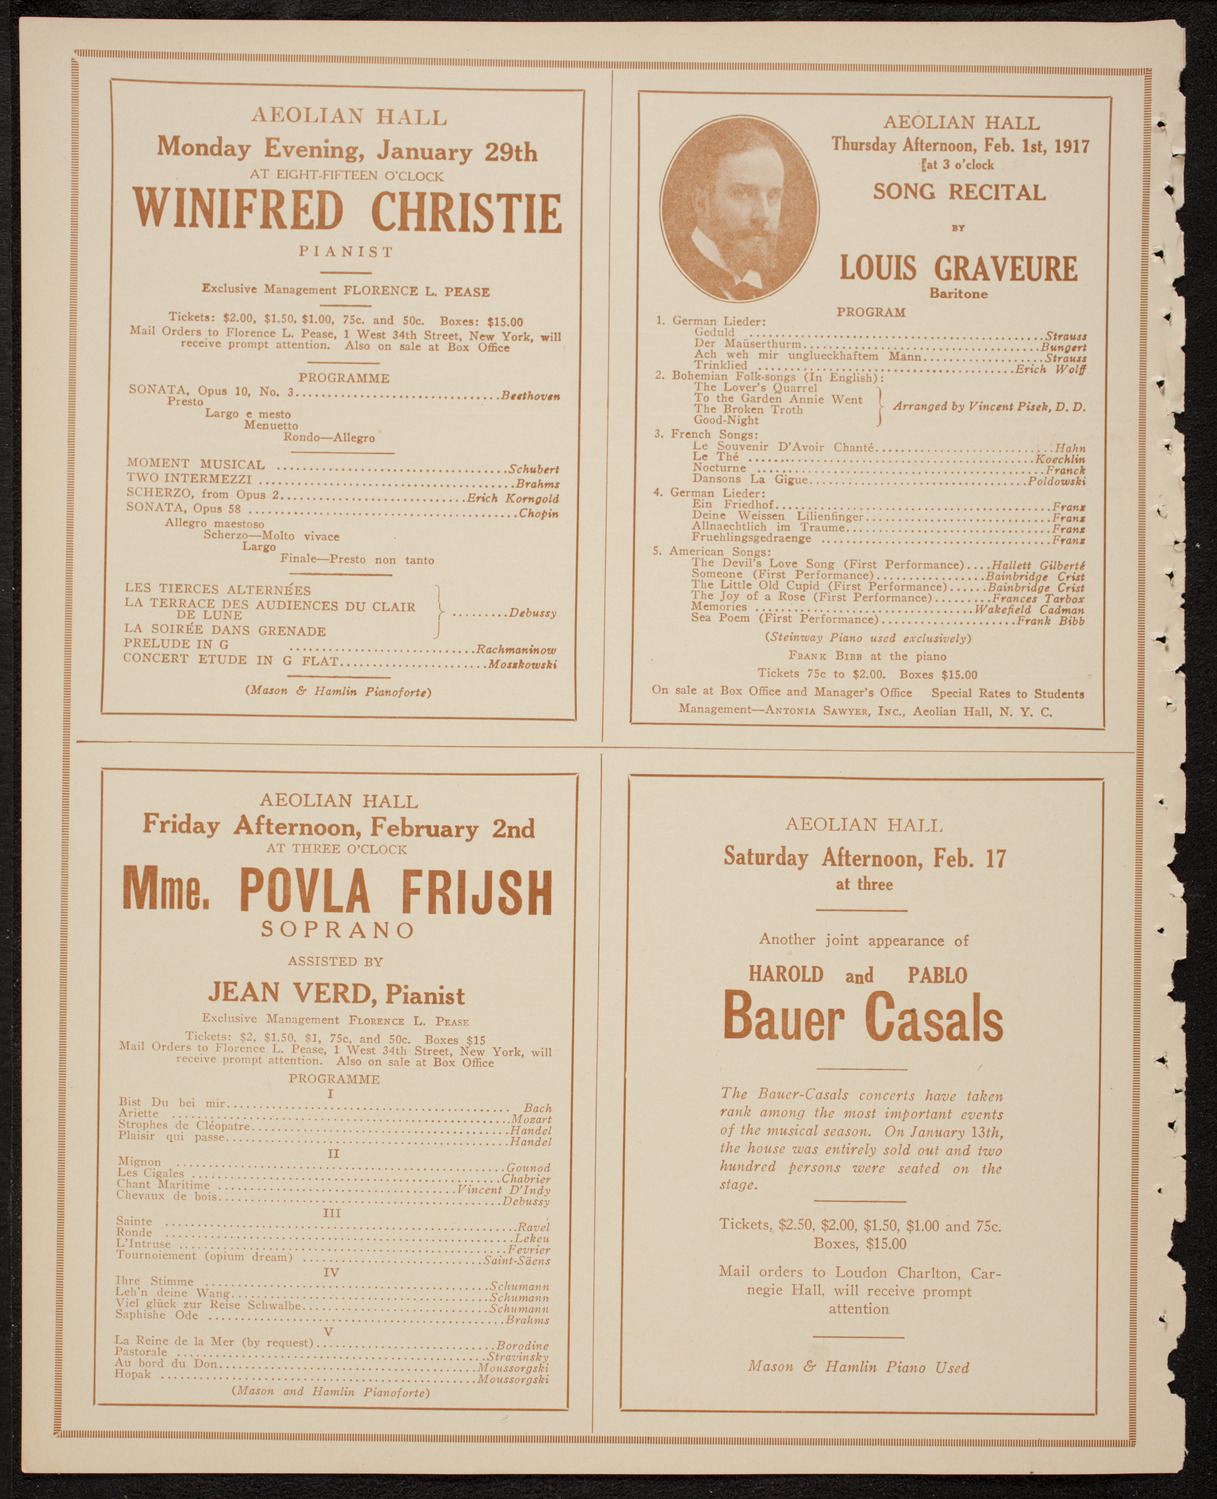 AEOLIAN HALL
Monday Evening, January 29th
AT EIGHT-FIFTEEN O'CLOCK
WINIFRED CHRISTIE
PIANIST
Exclusive Management FLORENCE L. PEASE
Tickets: $2.00, $1.50, $1.00, 75c. and 50c. Boxes: $15.00
Mail Orders to Florence L. Pease, 1 West 34th Street, New York, will
receive prompt attention. Also on sale at Box Office
PROGRAMME
SONATA, Opus 10, No. 3 Beethoven
Presto
Largo e mesto
Menuetto
Rondo—Allegro
MOMENT MUSICAL Schubert
TWO INTERMEZZI Brahms
SCHERZO, from Opus 2 Erich Korngold
SONATA, Opus 58 Chopin
Allegro maestoso
Scherzo—Molto vivace
Largo
Finale—Presto non tanto
LES TIERCES ALTERNÉES
LA TERRACE DES AUDIENCES DU CLAIR
DE LUNE Debussy
LA SOIRÉE DANS GRENADE
PRELUDE IN G Rachmaninow
CONCERT ETUDE IN G FLAT Moszkowski
(Mason & Hamlin Pianoforte)
AEOLIAN HALL
Thursday Afternoon, Feb. 1st, 1917
[at 3 o'clock
SONG RECITAL
BY
LOUIS GRAVEURE
Baritone
PROGRAM
1. German Lieder:
Geduld Strauss
Der Maüserthurm Bungert
Ach weh mir unglueckhaftem Mann Strauss
Trinklied Erich Wolff
2. Bohemian Folk-songs (In English):
The Lover's Quarrel
To the Garden Annie Went
The Broken Troth Arranged by Vincent Pisek, D. D.
Good-Night
3. French Songs:
Le Souvenir D'Avoir Chanté Hahn
Le Thé Koechlin
Nocturne Franck
Dansons La Gigue Poldowski
4. German Lieder:
Ein Friedhof Franz
Deine Weissen Lilienfinger Franz
Allnaechtlich im Traume Franz
Fruehlingsgedraenge Franz
5. American Songs:
The Devil's Love Song (First Performance) Hallett Gilberté
Someone (First Performance) Bainbridge Crist
The Little Old Cupid (First Performance) Bainbridge Crist
The Joy of a Rose (First Performance) Frances Tarbox
Memories Wakefield Cadman
Sea Poem (First Performance) Frank Bibb
(Steinway Piano used exclusively)
FRANK BIBB at the piano
Tickets 75c to $2.00. Boxes $15.00
On sale at Box Office and Manager's Office Special Rates to Students
Management—ANTONIA SAWYER, INC., Aeolian Hall, N. Y. C.
AEOLIAN HALL
Friday Afternoon, February 2nd
AT THREE O'CLOCK
Mme. POVLA FRIJSH
SOPRANO
ASSISTED BY
JEAN VERD, Pianist
Exclusive Management FLORENCE L. PEASE
Tickets: $2, $1.50, $1, 75c, and 50c. Boxes $15
Mail Orders to Florence L. Pease, 1 West 34th Street, New York, will
receive prompt attention. Also on sale at Box Office
PROGRAMME
I
Bist Du bei mir Bach
Ariette Mozart
Strophes de Cléopatre Handel
Plaisir qui passe Handel
II
Mignon Gounod
Les Cigales Chabrier
Chant Maritime Vincent D'Indy
Chevaux de bois Debussy
III
Sainte Ravel
Ronde Lekeu
L'Intruse Fevrier
Tournoiement (opium dream) Saint-Säens
IV
Ihre Stimme Schumann
Leh'n deine Wang Schumann
Viel glück zur Reise Schwalbe Schumann
Saphishe Ode Brahms
V
La Reine de la Mer (by request) Borodine
Pastorale Stravinsky
Au bord du Don Moussorgski
Hopak Moussorgski
(Mason and Hamlin Pianoforte)
AEOLIAN HALL
Saturday Afternoon, Feb. 17
at three
Another joint appearance of
HAROLD and PABLO
Bauer Casals
The Bauer-Casals concerts have taken
rank among the most important events
of the musical season. On January 13th,
the house was entirely sold out and two
hundred persons were seated on the
stage.
Tickets, $2.50, $2.00, $1.50, $1.00 and 75c.
Boxes, $15.00
Mail orders to Loudon Charlton, Car-
negie Hall, will receive prompt
attention
Mason & Hamlin Piano Used